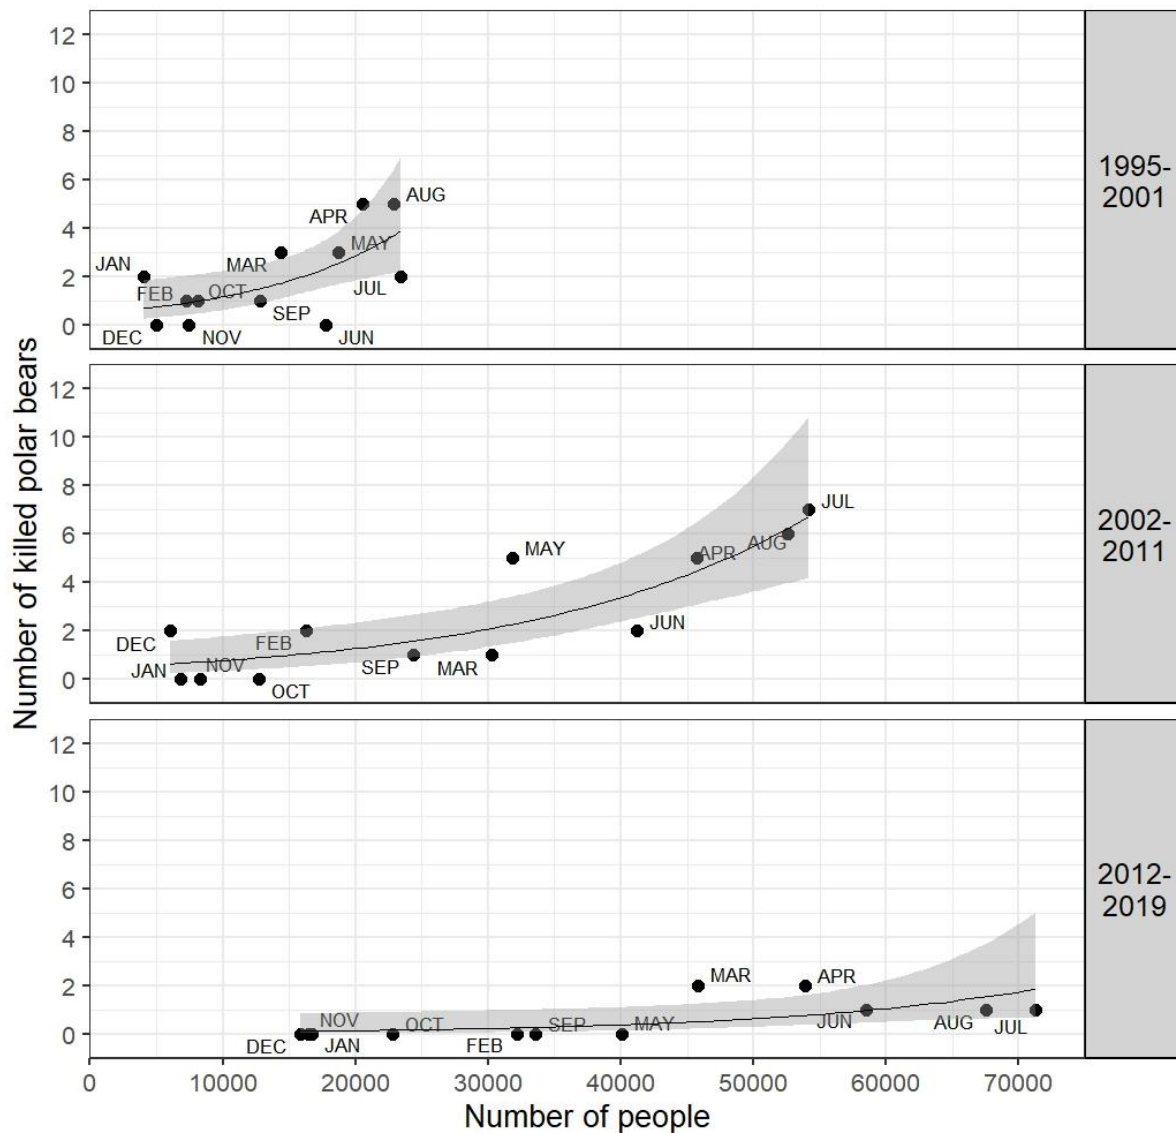 12
10
8
6
4
2
0
JAN
FEB
DEC
OCT
NOV
MAR
SEP
APR
MAY
AUG
JUL
JUN
1995-
2001
Number of killed polar bears
12
10
8
6
4
2
0
DEC
JAN
NOV
FEB
OCT
SEP
MAR
MAY
JUN
APR
AUG
JUL
2002-
2011
12
10
8
6
4
2
0
DEC
NOV
JAN
OCT
FEB
SEP
MAY
MAR
APR
JUN
AUG
JUL
2012-
2019
0
10000
20000
30000
40000
50000
60000
70000
Number of people